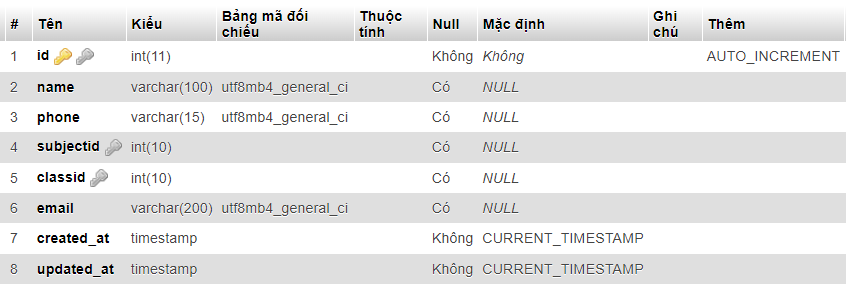 # Tên Kiểu Bảng mã đối chiếu Thuộc tính Null Mặc định Ghi chú Thêm
1 id int(11) Không Không AUTO_INCREMENT
2 name varchar(100) utf8mb4_general_ci Có NULL
3 phone varchar(15) utf8mb4_general_ci Có NULL
4 subjectid int(10) Có NULL
5 classid int(10) Có NULL
6 email varchar(200) utf8mb4_general_ci Có NULL
7 created_at timestamp Không CURRENT_TIMESTAMP
8 updated_at timestamp Không CURRENT_TIMESTAMP